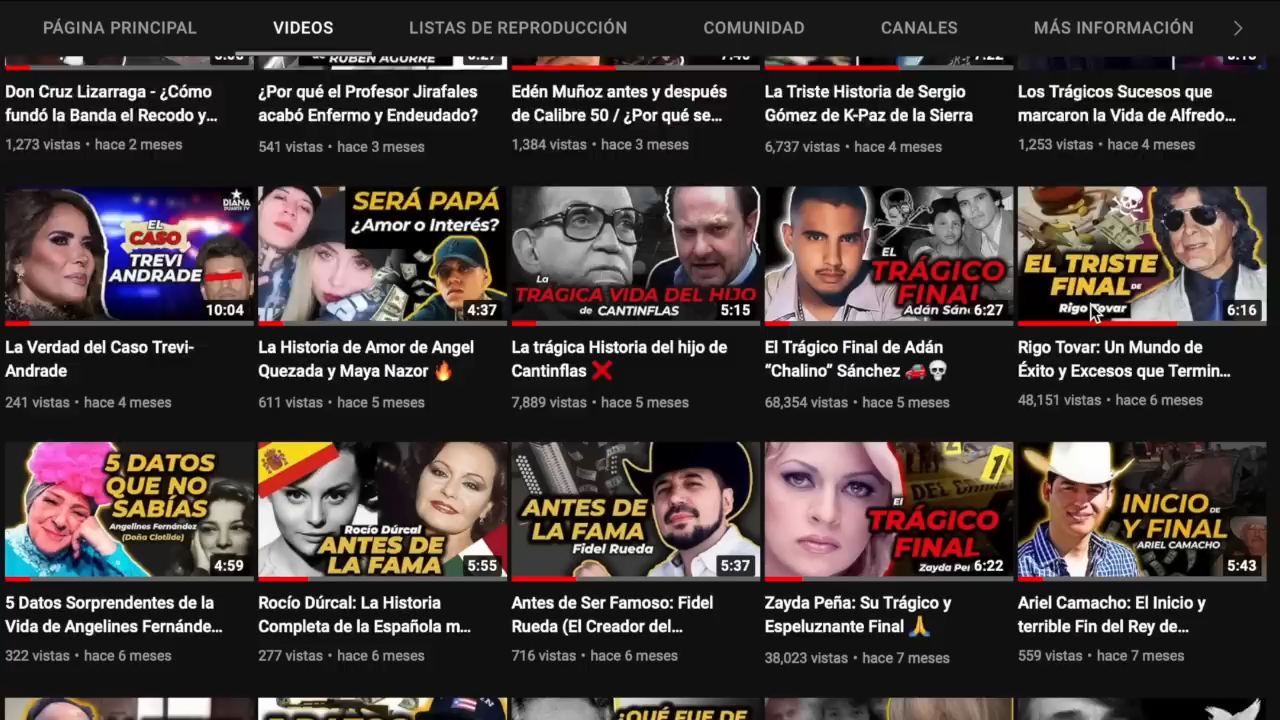 PÁGINA PRINCIPAL
VIDEOS
LISTAS DE REPRODUCCIÓN
COMUNIDAD
CANALES
MÁS INFORMACIÓN
RUBÉN AGUIRRE
Don Cruz Lizarraga - ¿Cómo
fundó la Banda el Recodo y...
1,273 vistas • hace 2 meses
¿Por qué el Profesor Jirafales
acabó Enfermo y Endeudado?
541 vistas • hace 3 meses
Edén Muñoz antes y después
de Calibre 50 / ¿Por qué se...
1,384 vistas • hace 3 meses
La Triste Historia de Sergio
Gómez de K-Paz de la Sierra
6,737 vistas • hace 4 meses
Los Trágicos Sucesos que
marcaron la Vida de Alfredo...
1,253 vistas • hace 4 meses
DIANA
EL
CASO
TREVI
ANDRADE
10:04
La Verdad del Caso Trevi-
Andrade
241 vistas • hace 4 meses
SERÁ PAPÁ
¿Amor o Interés?
4:37
La Historia de Amor de Angel
Quezada y Maya Nazor 🔥
611 vistas • hace 5 meses
La
TRÁGICA VIDA DEL HIJO
de CANTINFLAS
5:15
La trágica Historia del hijo de
Cantinflas ❌
7,889 vistas • hace 5 meses
EL
TRÁGICO
FINAL
Adán Sán
6:27
El Trágico Final de Adán
“Chalino” Sánchez 🚗💀
68,354 vistas • hace 5 meses
EL TRISTE
FINAL DE
Rigo Tovar
6:16
Rigo Tovar: Un Mundo de
Éxito y Excesos que Termin...
48,151 vistas • hace 6 meses
5 DATOS
QUE NO
SABÍAS
Angelines Fernández
(Doña Clotilde)
4:59
5 Datos Sorprendentes de la
Vida de Angelines Fernánde...
322 vistas • hace 6 meses
Rocío Dúrcal
ANTES DE
LA FAMA
5:55
Rocío Dúrcal: La Historia
Completa de la Española m...
277 vistas • hace 6 meses
ANTES DE
LA FAMA
Fidel Rueda
5:37
Antes de Ser Famoso: Fidel
Rueda (El Creador del...
716 vistas • hace 6 meses
El
TRÁGICO
FINAL
Zayda Pe
6:22
Zayda Peña: Su Trágico y
Espeluznante Final 🙏
38,023 vistas • hace 7 meses
INICIO DE
Y FINAL
ARIEL CAMACHO
5:43
Ariel Camacho: El Inicio y
terrible Fin del Rey de...
559 vistas • hace 7 meses
¿QUÉ FUE DE